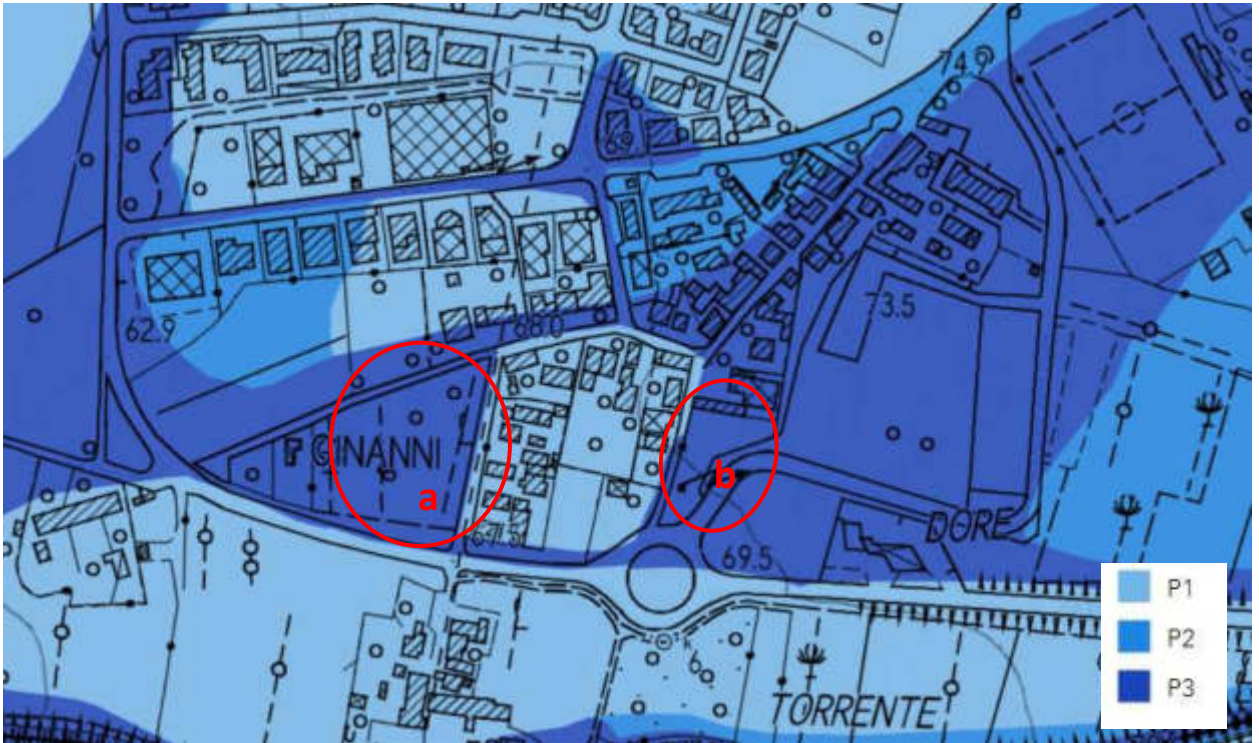 74.9
69
62.9
68.0
73.5
F GINANNI
a
b
67.5
DORE
69.5
P1
P2
P3
TORRENTE